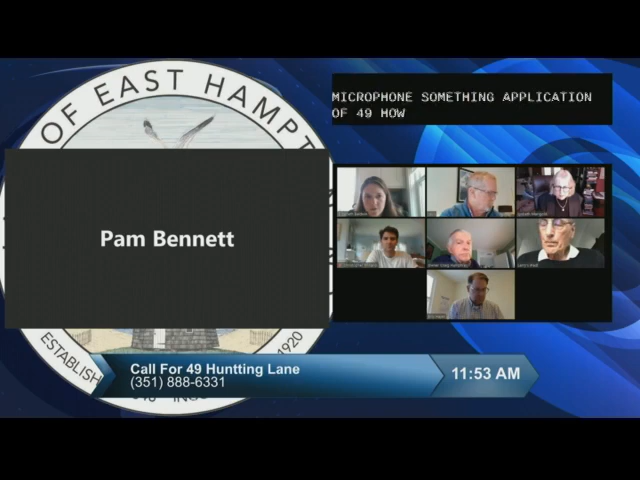 OF EAST HAMPT
MICROPHONE SOMETHING APPLICATION
OF 49 HOW
Pam Bennett
ESTABLISH
1920
Call For 49 Huntting Lane
(351) 888-6331
11:53 AM